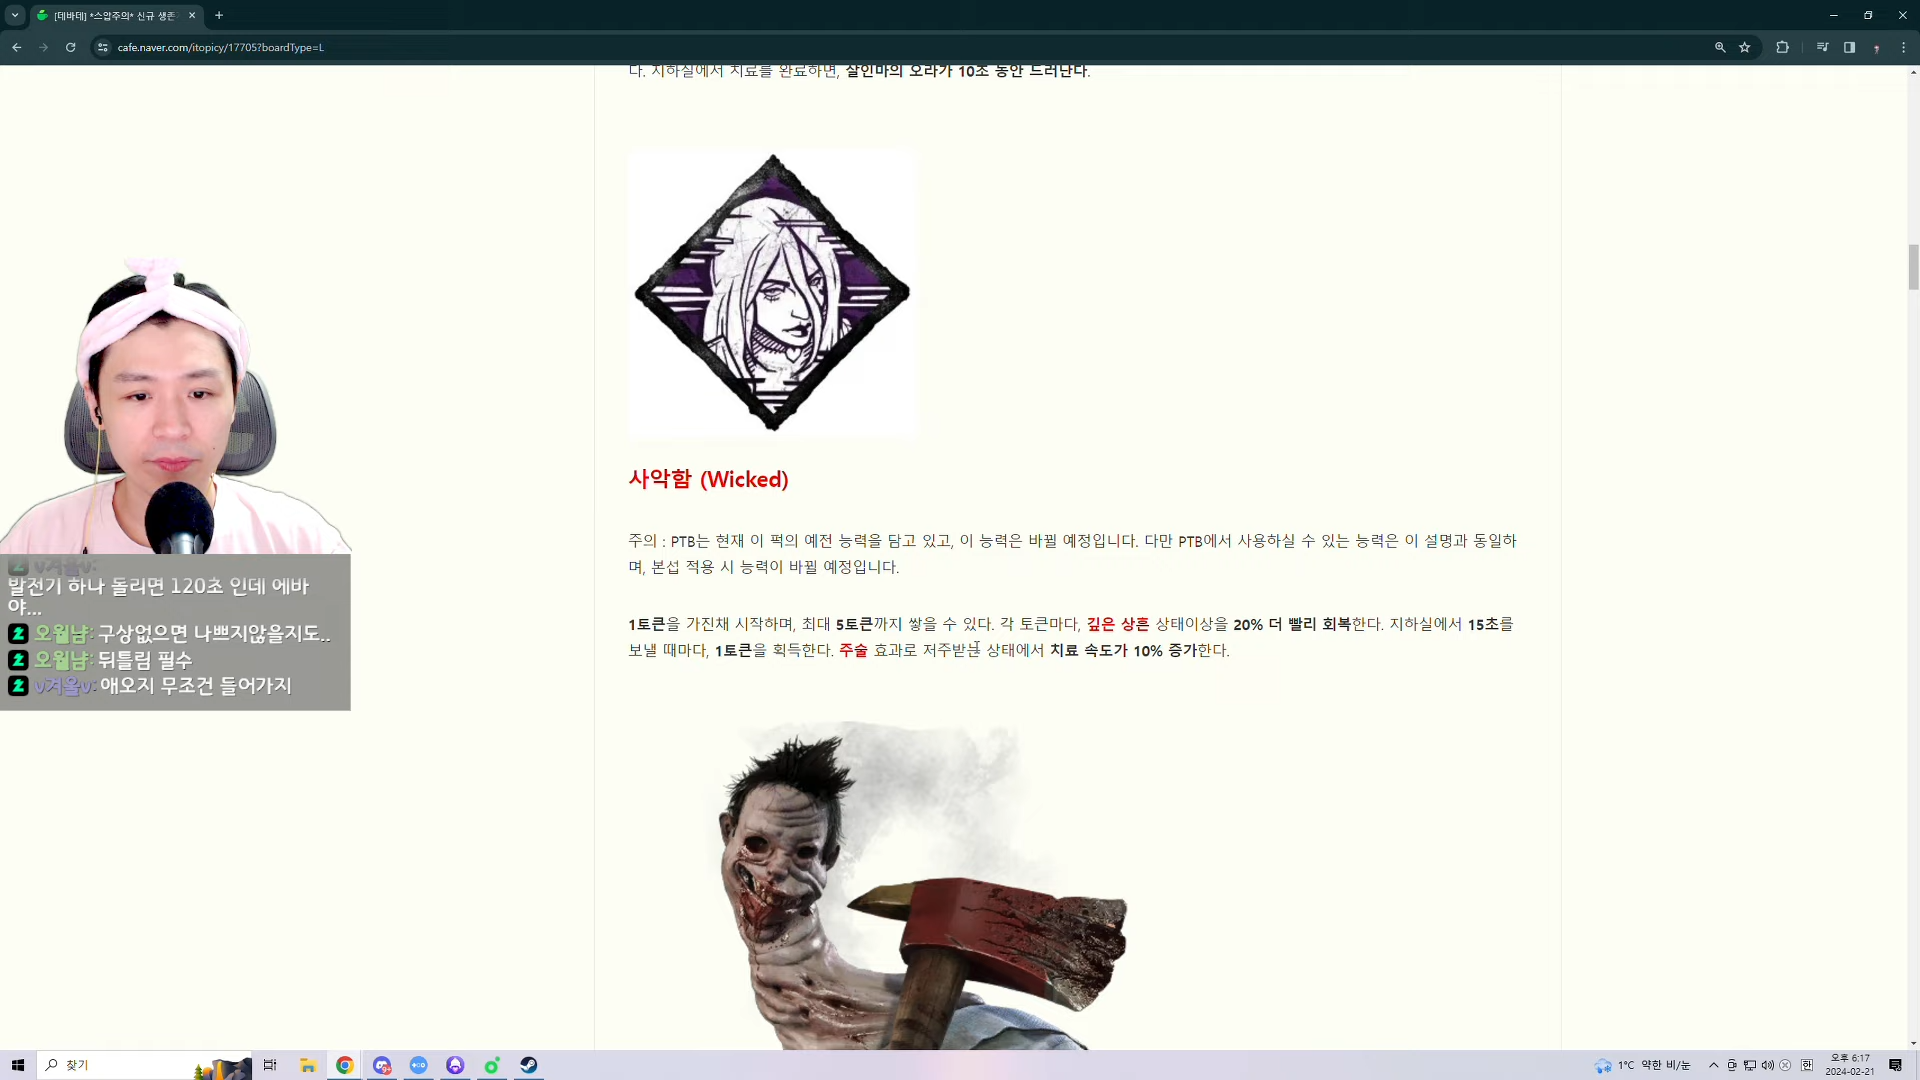 [데바데] *스압주의* 신규 생존
cafe.naver.com/itopicy/17705?boardType=L
다. 지하실에서 치료를 완료하면, 살인마의 오라가 10초 동안 드러난다.
사악함 (Wicked)
주의 : PTB는 현재 이 퍽의 예전 능력을 담고 있고, 이 능력은 바뀔 예정입니다. 다만 PTB에서 사용하실 수 있는 능력은 이 설명과 동일하
며, 본섭 적용 시 능력이 바뀔 예정입니다.
1토큰을 가진채 시작하며, 최대 5토큰까지 쌓을 수 있다. 각 토큰마다, 깊은 상흔 상태이상을 20% 더 빨리 회복한다. 지하실에서 15초를
보낼 때마다, 1토큰을 획득한다. 주술 효과로 저주받는 상태에서 치료 속도가 10% 증가한다.
v겨울v:
발전기 하나 돌리면 120초 인데 에바
야...
오월냠: 구상없으면 나쁘지않을지도..
오월냠: 뒤틀림 필수
v겨울v: 애오지 무조건 들어가지
찾기
9+
1°C 약한 비/눈
한
오후 6:17
2024-02-21